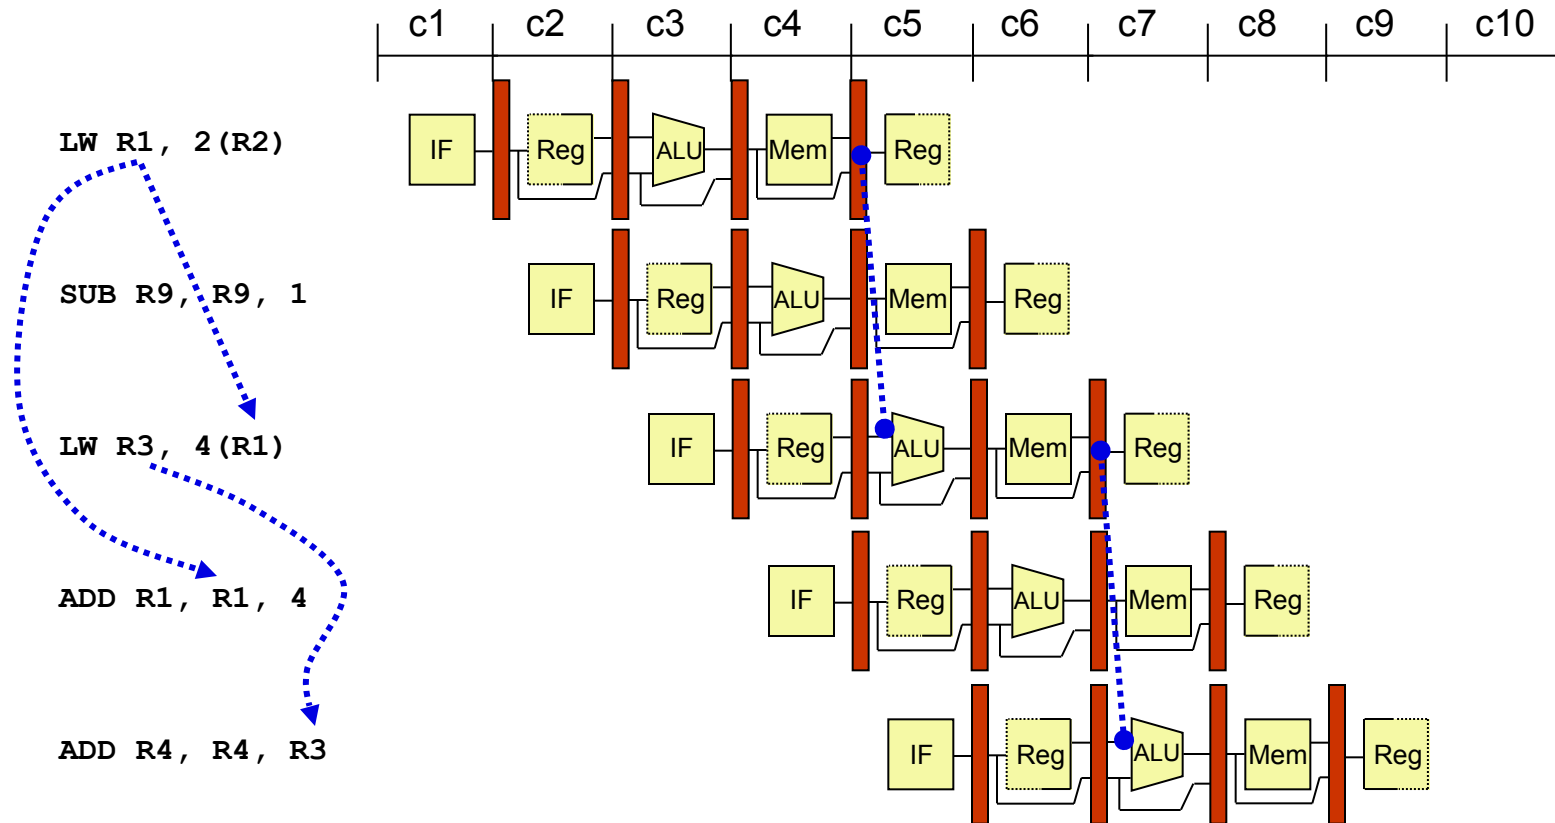 c1 c2 c3 c4 c5 c6 c7 c8 c9 c10
LW R1, 2(R2) IF Reg ALU Mem Reg
SUB R9, R9, 1 IF Reg ALU Mem Reg
LW R3, 4(R1) IF Reg ALU Mem Reg
ADD R1, R1, 4 IF Reg ALU Mem Reg
ADD R4, R4, R3 IF Reg ALU Mem Reg